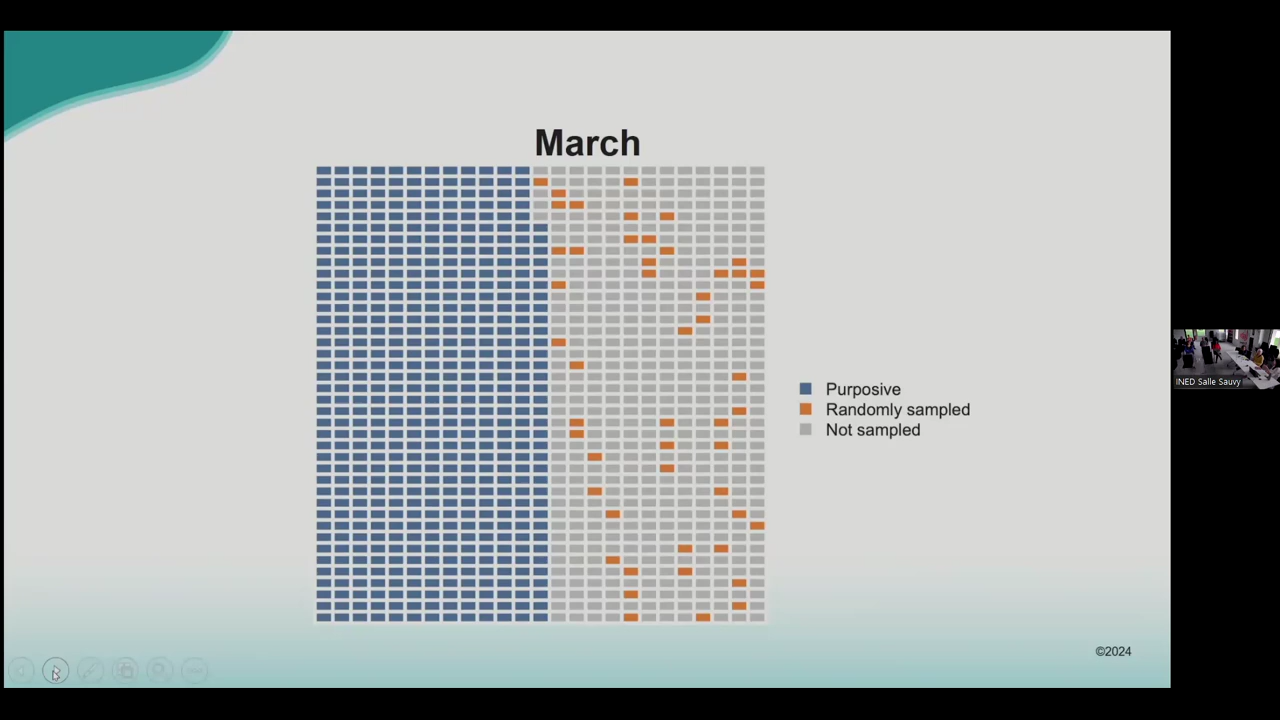 March
Purposive
Randomly sampled
Not sampled
INED Salle Sauvy
©2024